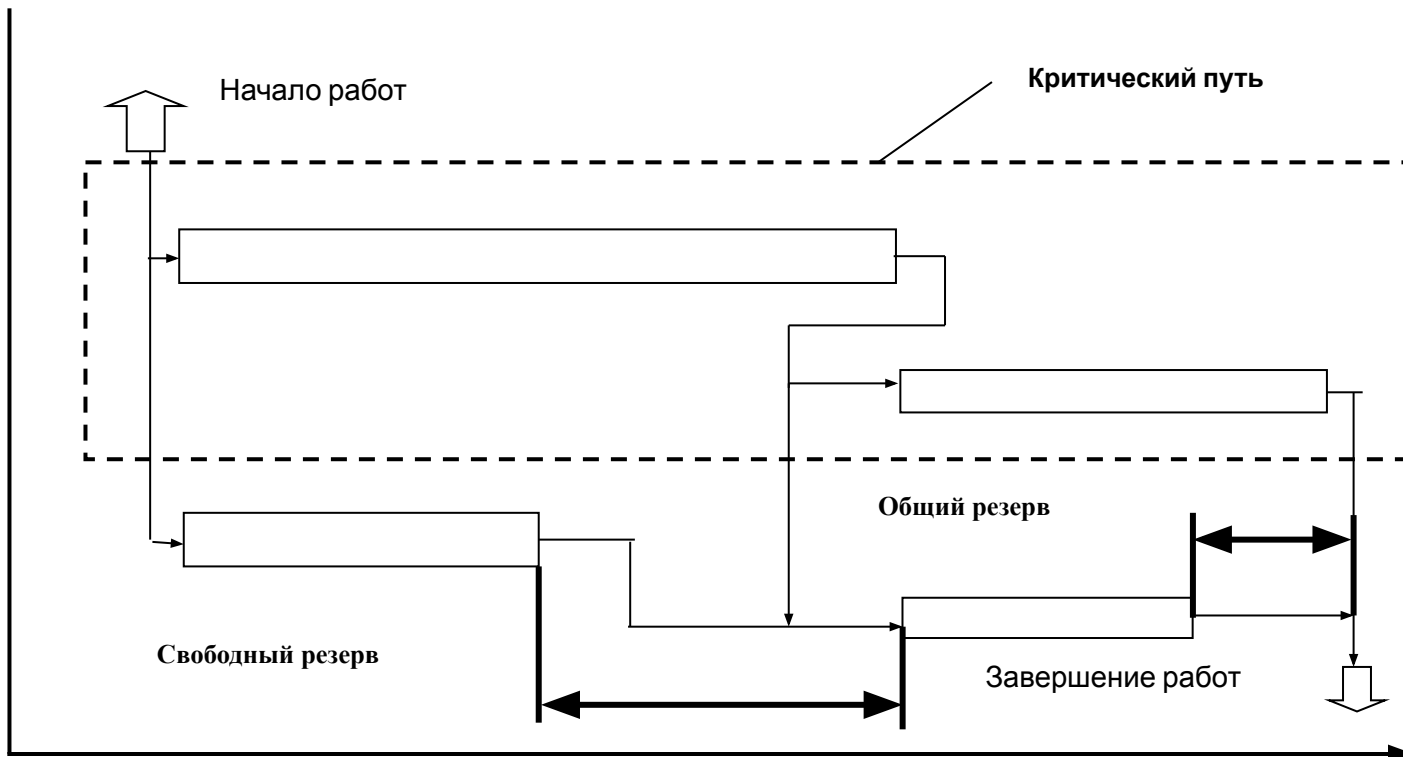 Начало работ
Критический путь
Общий резерв
Свободный резерв
Завершение работ